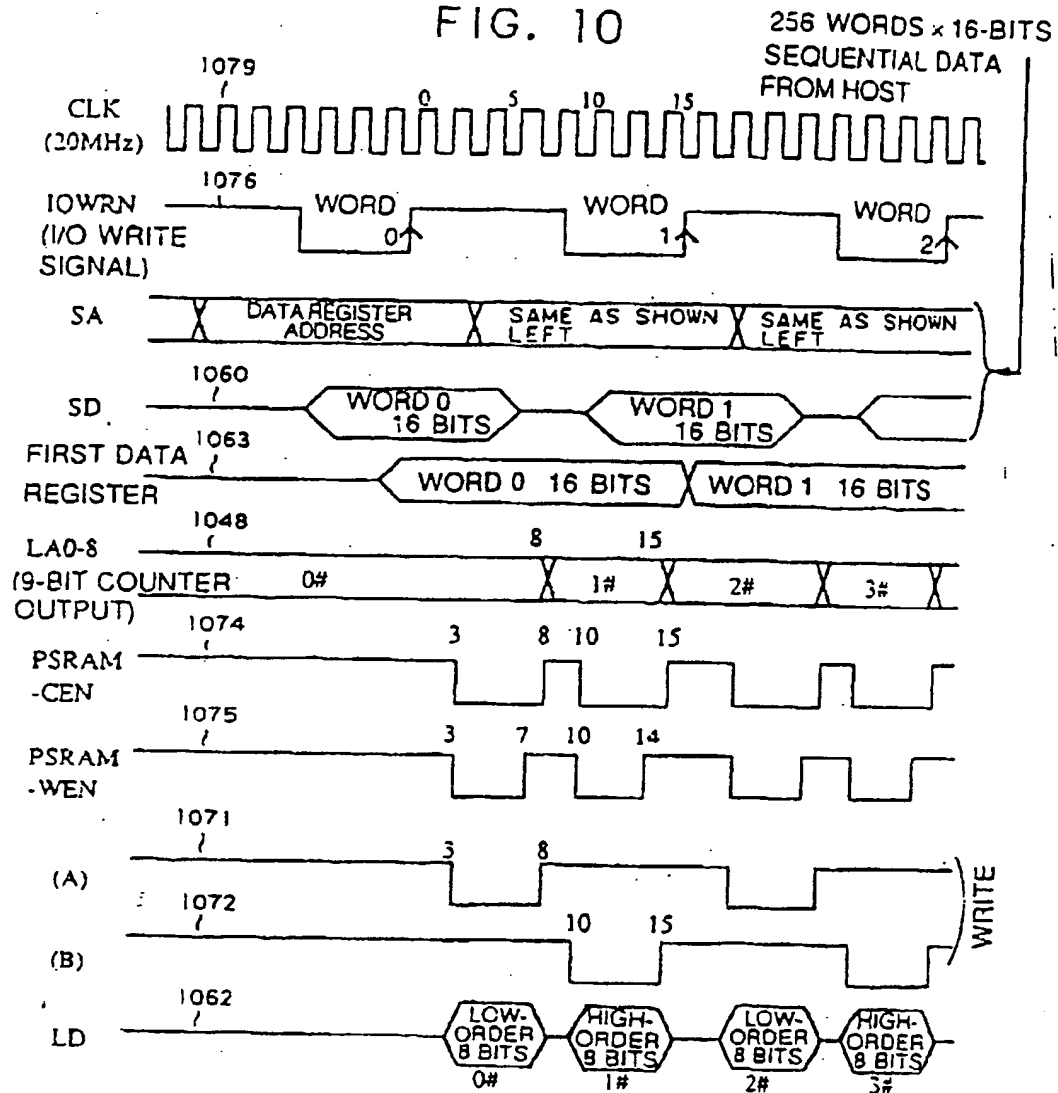 FIG. 10
256 WORDS × 16-BITS
SEQUENTIAL DATA
FROM HOST
1079
CLK
(20MHz)
0 5 10 15
1076
IOWRN
(I/O WRITE
SIGNAL)
WORD 0 WORD 1 WORD 2
SA
DATA REGISTER
ADDRESS
SAME AS SHOWN
LEFT
SAME AS SHOWN
LEFT
1060
SD
WORD 0
16 BITS
WORD 1
16 BITS
1063
FIRST DATA
REGISTER
WORD 0 16 BITS WORD 1 16 BITS
1048
LA0-8
(9-BIT COUNTER
OUTPUT)
8 15
0# 1# 2# 3#
1074
PSRAM
-CEN
3 8 10 15
1075
PSRAM
-WEN
3 7 10 14
1071
(A)
3 8
1072
(B)
10 15
WRITE
1062
LD
LOW-
ORDER
8 BITS
0#
HIGH-
ORDER
8 BITS
1#
LOW-
ORDER
8 BITS
2#
HIGH-
ORDER
8 BITS
3#